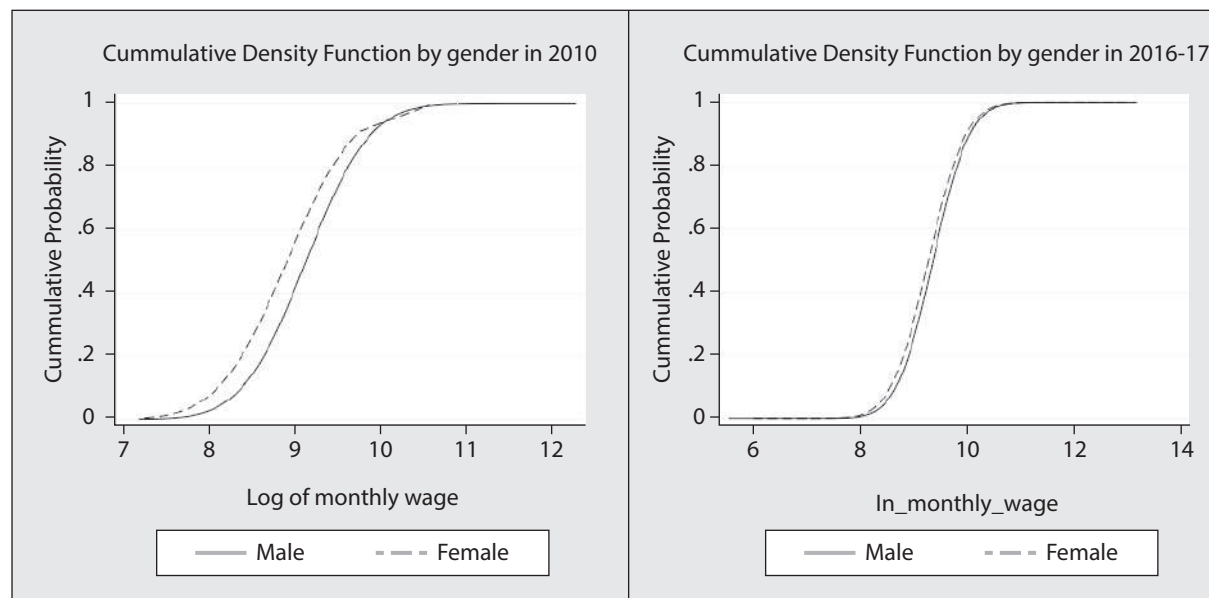 Cummulative Density Function by gender in 2010
1
.8
.6
.4
.2
0
Cummulative Probability
7 8 9 10 11 12
Log of monthly wage
Male Female
Cummulative Density Function by gender in 2016-17
1
.8
.6
.4
.2
0
Cummulative Probability
6 8 10 12 14
In_monthly_wage
Male Female